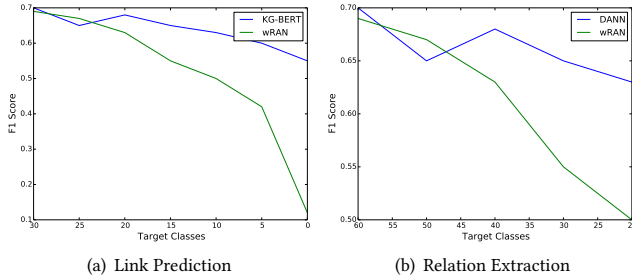 0.7
0.6
0.5
0.4
0.3
0.2
0.1
F1 Score
30 25 20 15 10 5 0
Target Classes
KG-BERT
wRAN
(a) Link Prediction
0.70
0.65
0.60
0.55
0.50
F1 Score
60 55 50 45 40 35 30 25 20
Target Classes
DANN
wRAN
(b) Relation Extraction